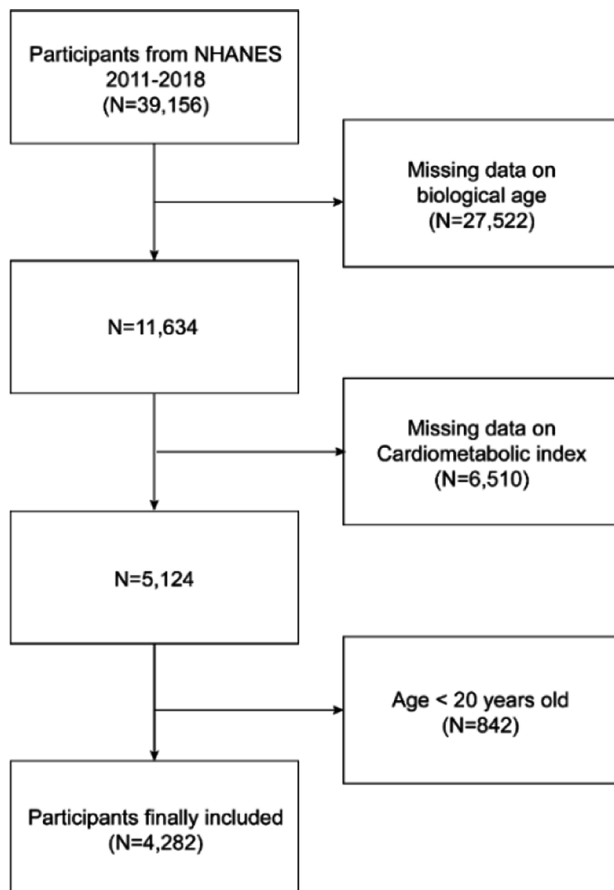 Participants from NHANES
2011-2018
(N=39,156)
Missing data on
biological age
(N=27,522)
N=11,634
Missing data on
Cardiometabolic index
(N=6,510)
N=5,124
Age < 20 years old
(N=842)
Participants finally included
(N=4,282)